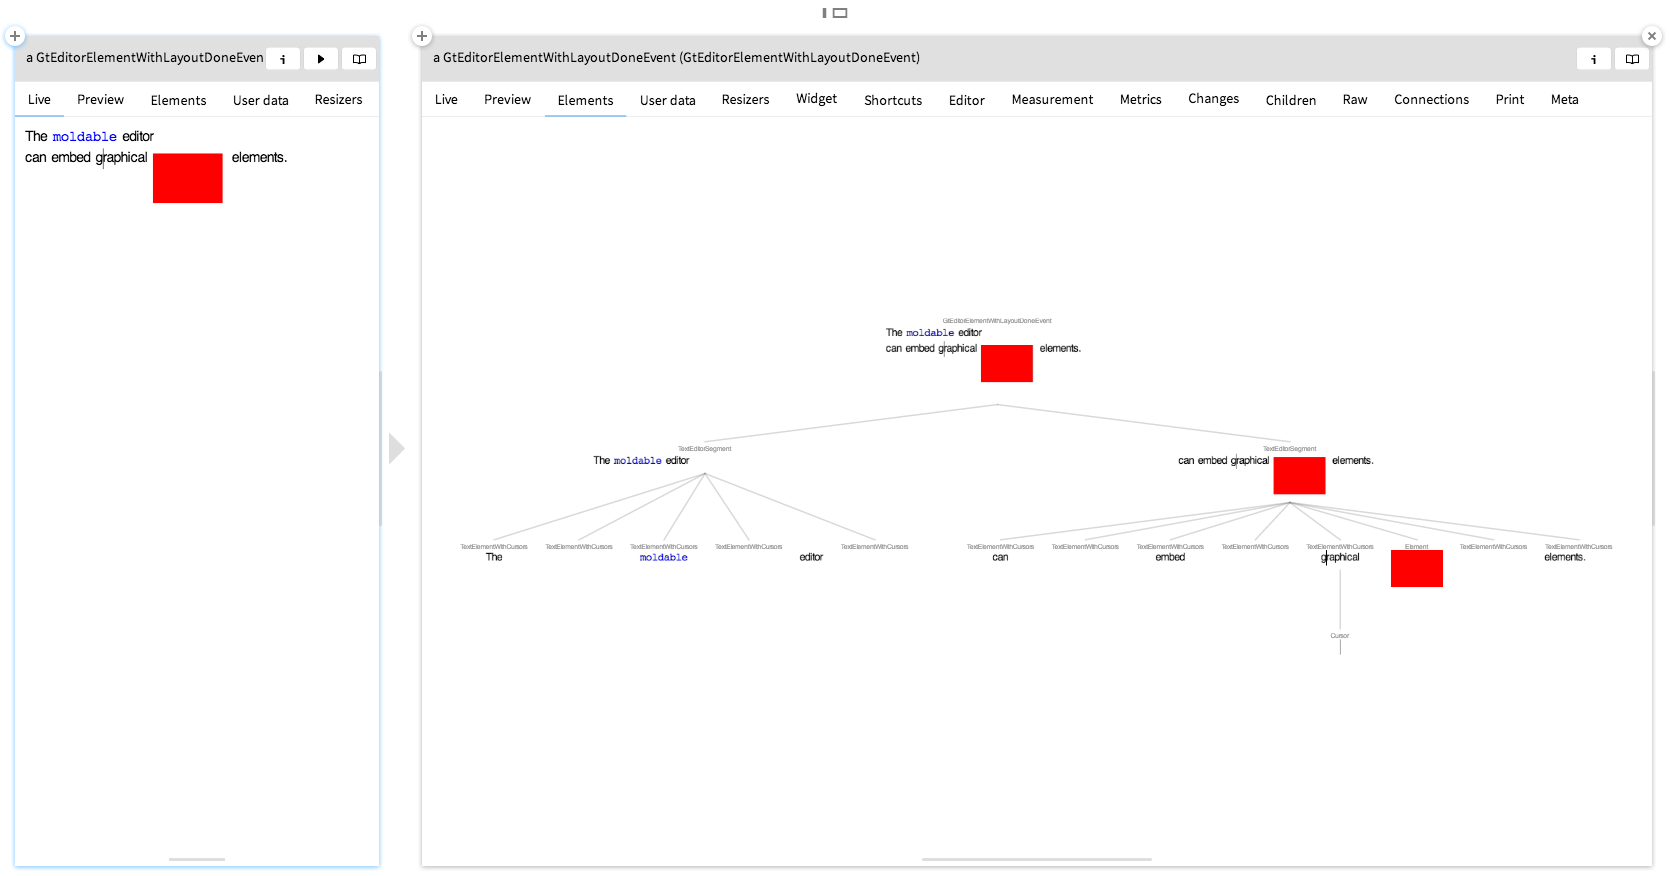 a GtEditorElementWithLayoutDoneEven
Live Preview Elements User data Resizers
The moldable editor
can embed graphical elements.
a GtEditorElementWithLayoutDoneEvent (GtEditorElementWithLayoutDoneEvent)
Live Preview Elements User data Resizers Widget Shortcuts Editor Measurement Metrics Changes Children Raw Connections Print Meta
GtEditorElementWithLayoutDoneEvent
The moldable editor
can embed graphical elements.
TextEditorSegment TextEditorSegment
The moldable editor can embed graphical elements.
TextElementWithCursors TextElementWithCursors TextElementWithCursors TextElementWithCursors TextElementWithCursors TextElementWithCursors TextElementWithCursors TextElementWithCursors TextElementWithCursors TextElementWithCursors Element TextElementWithCursors TextElementWithCursors
The moldable editor can embed graphical elements.
Cursor